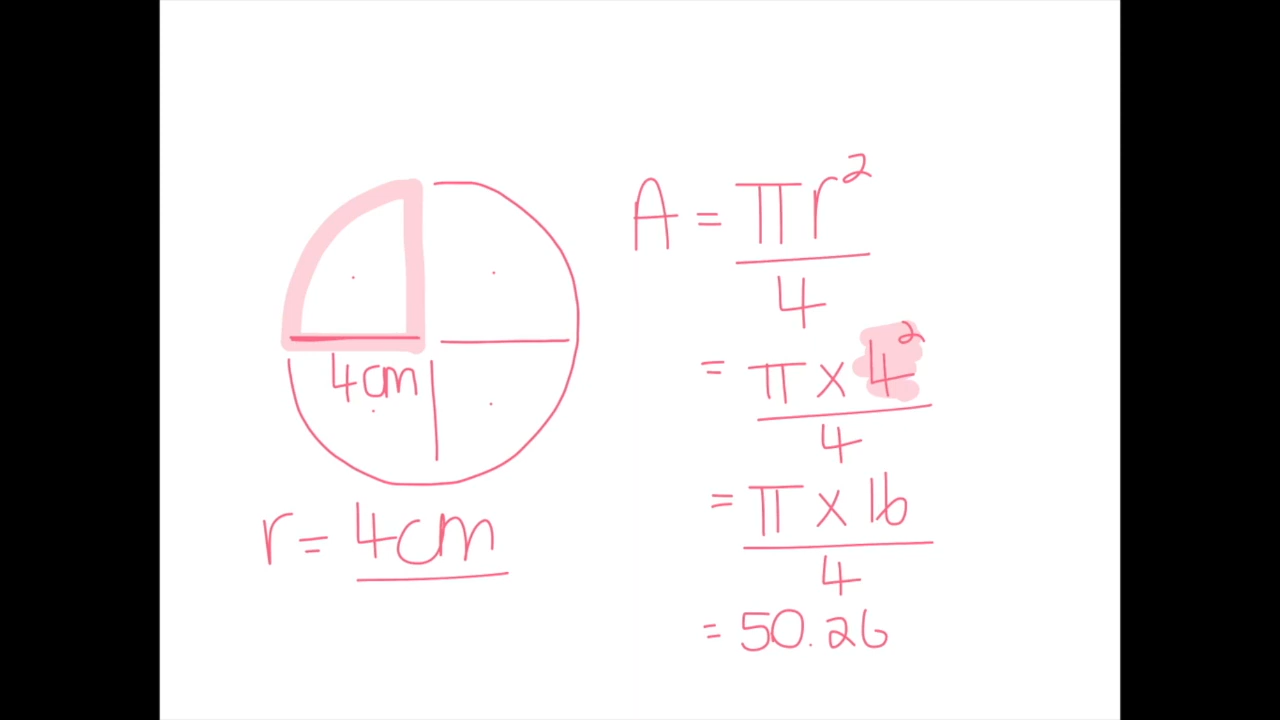 4cm
r = 4cm
A = πr²
4
= π × 4²
4
= π × 16
4
= 50.26